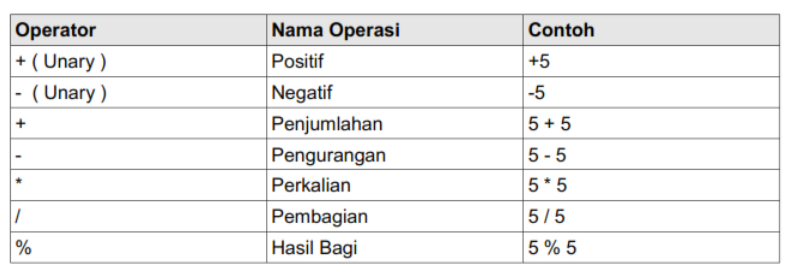 Operator Nama Operasi Contoh
+ ( Unary ) Positif +5
- ( Unary ) Negatif -5
+ Penjumlahan 5 + 5
- Pengurangan 5 - 5
* Perkalian 5 * 5
/ Pembagian 5 / 5
% Hasil Bagi 5 % 5